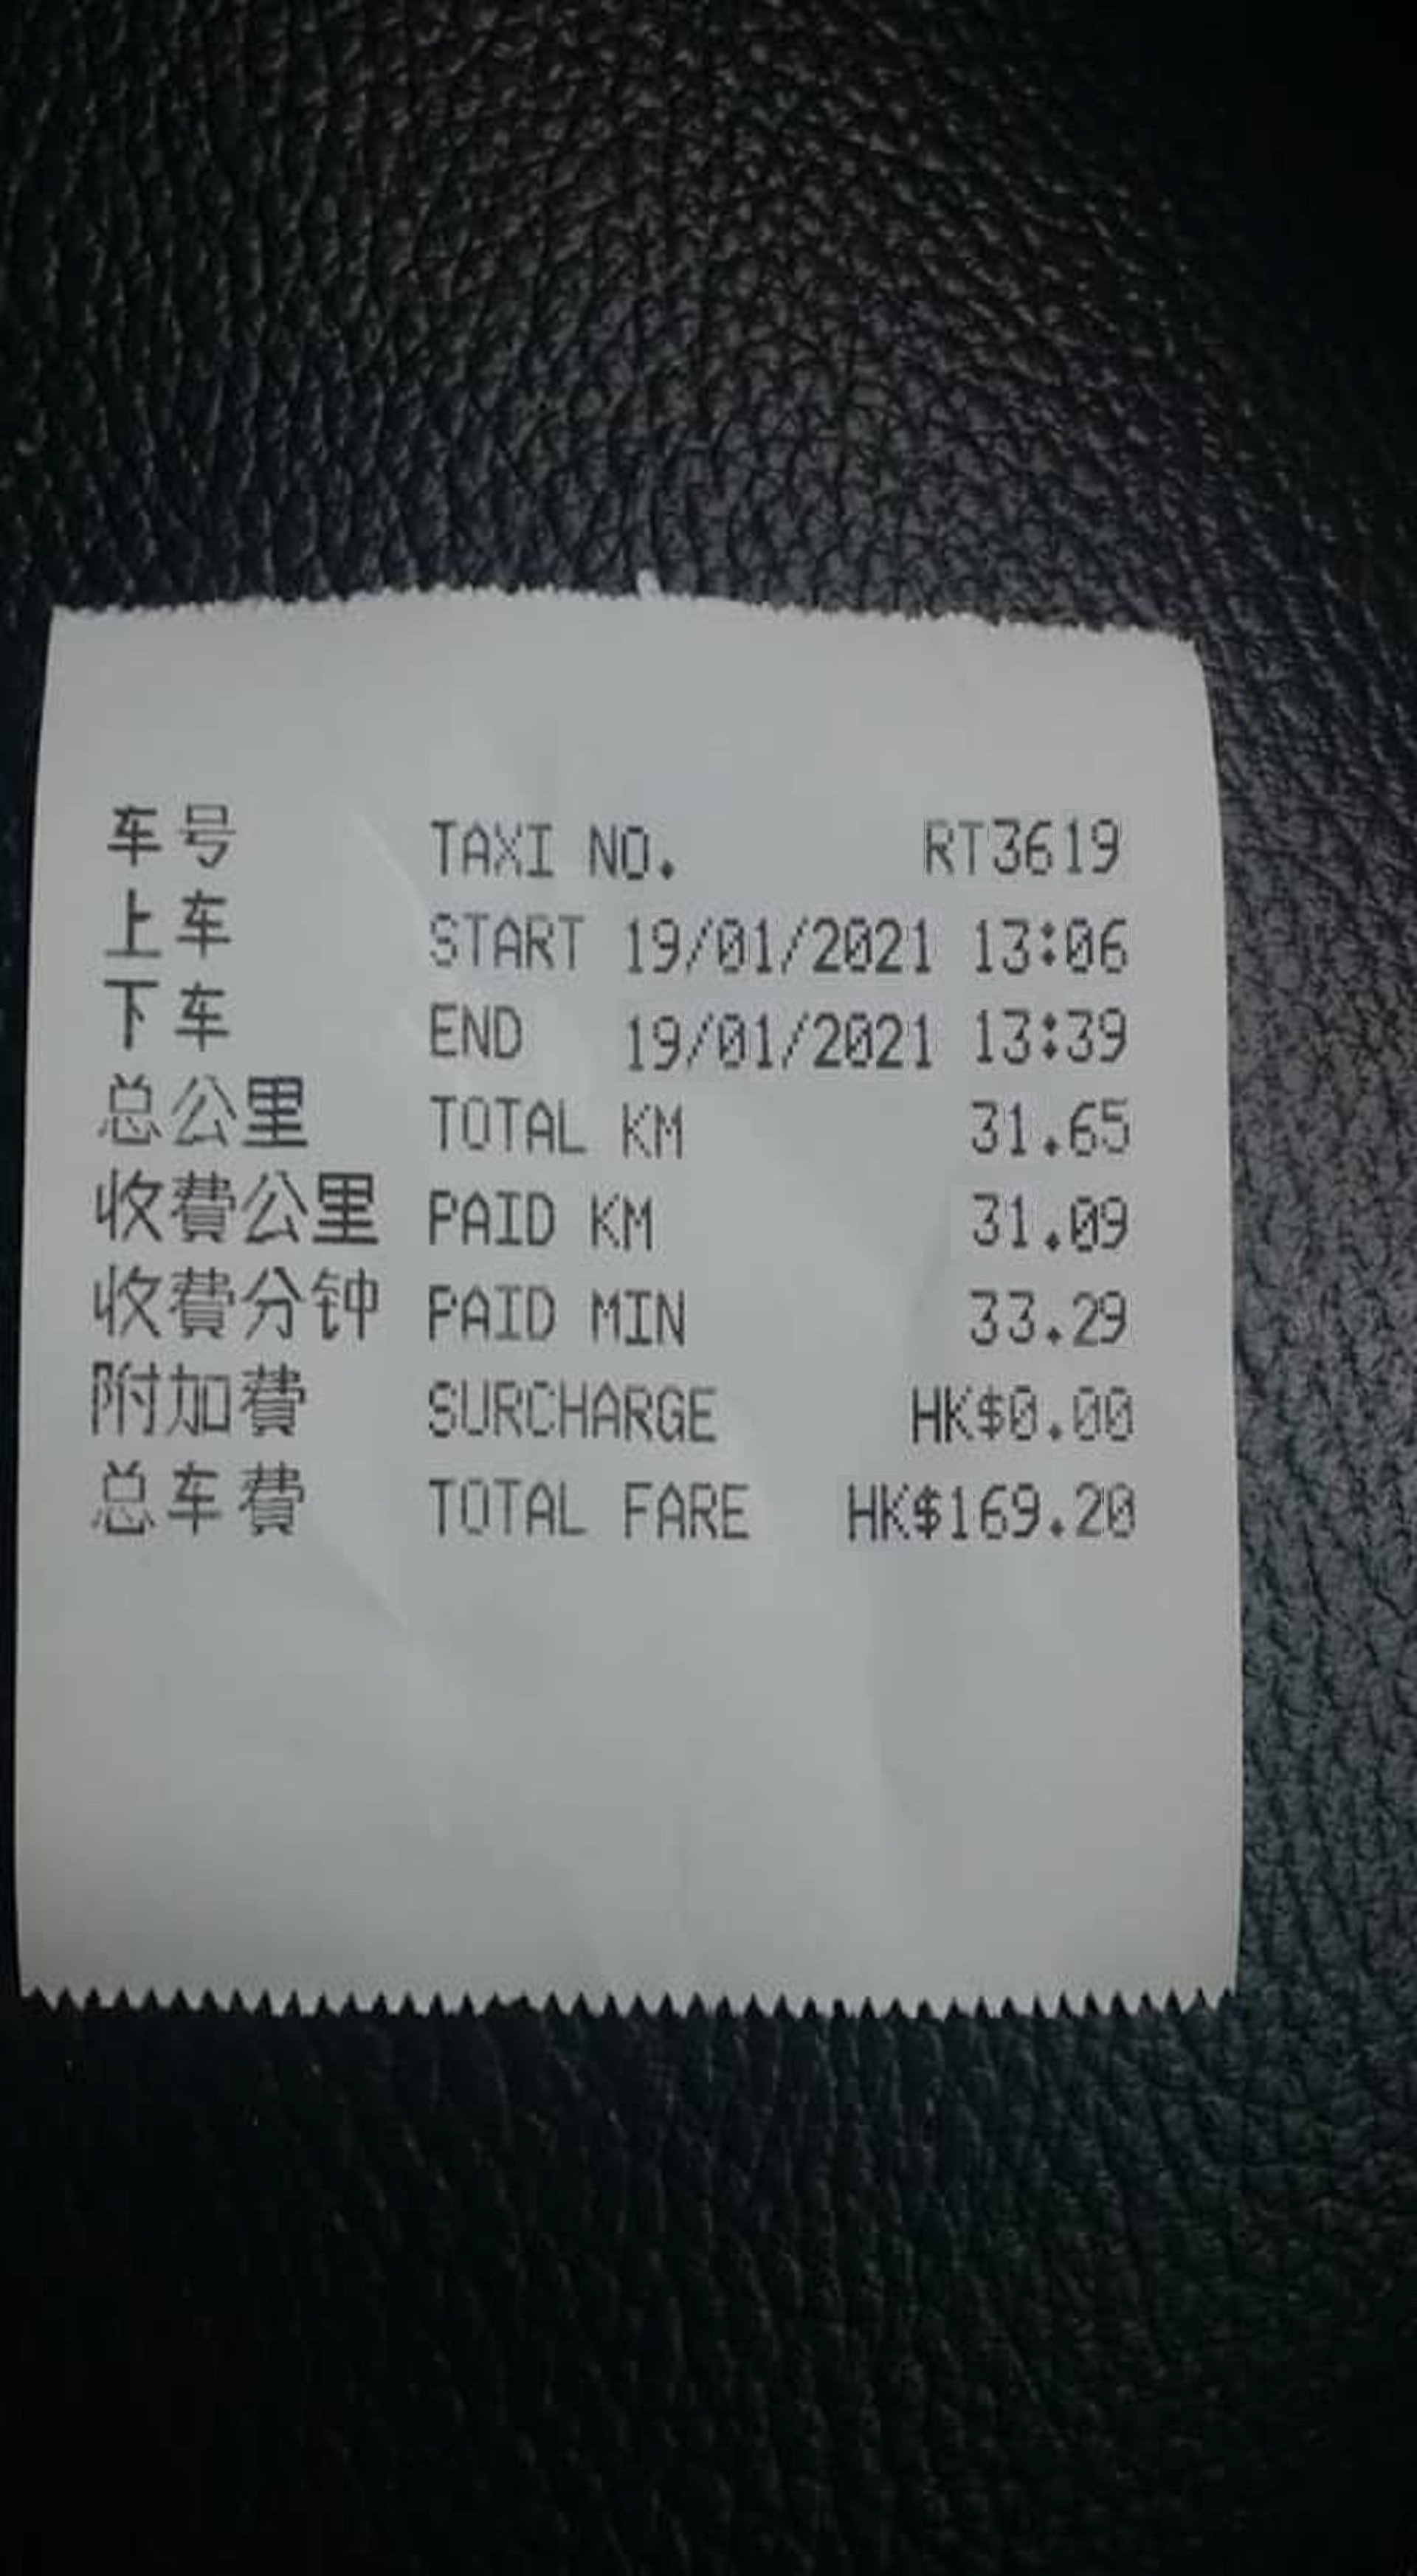 车号 TAXI NO. RT3619
上车 START 19/01/2021 13:06
下车 END 19/01/2021 13:39
总公里 TOTAL KM 31.65
收費公里 PAID KM 31.09
收費分钟 PAID MIN 33.29
附加費 SURCHARGE HK$0.00
总车費 TOTAL FARE HK$169.20